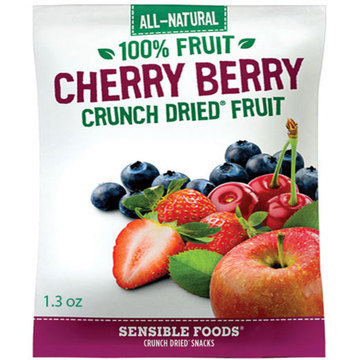 ALL-NATURAL
100% FRUIT
CHERRY BERRY
CRUNCH DRIED® FRUIT
1.3 oz
SENSIBLE FOODS®
CRUNCH DRIED® SNACKS